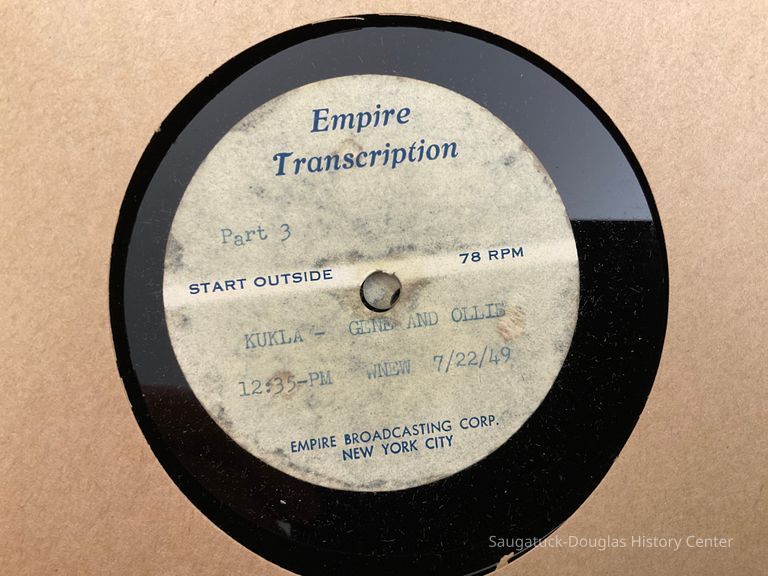 Empire
Transcription
Part 3
START OUTSIDE 78 RPM
KUKLA - GENE AND OLLIE
12:35-PM WNEW 7/22/49
EMPIRE BROADCASTING CORP.
NEW YORK CITY
Saugatuck-Douglas History Center